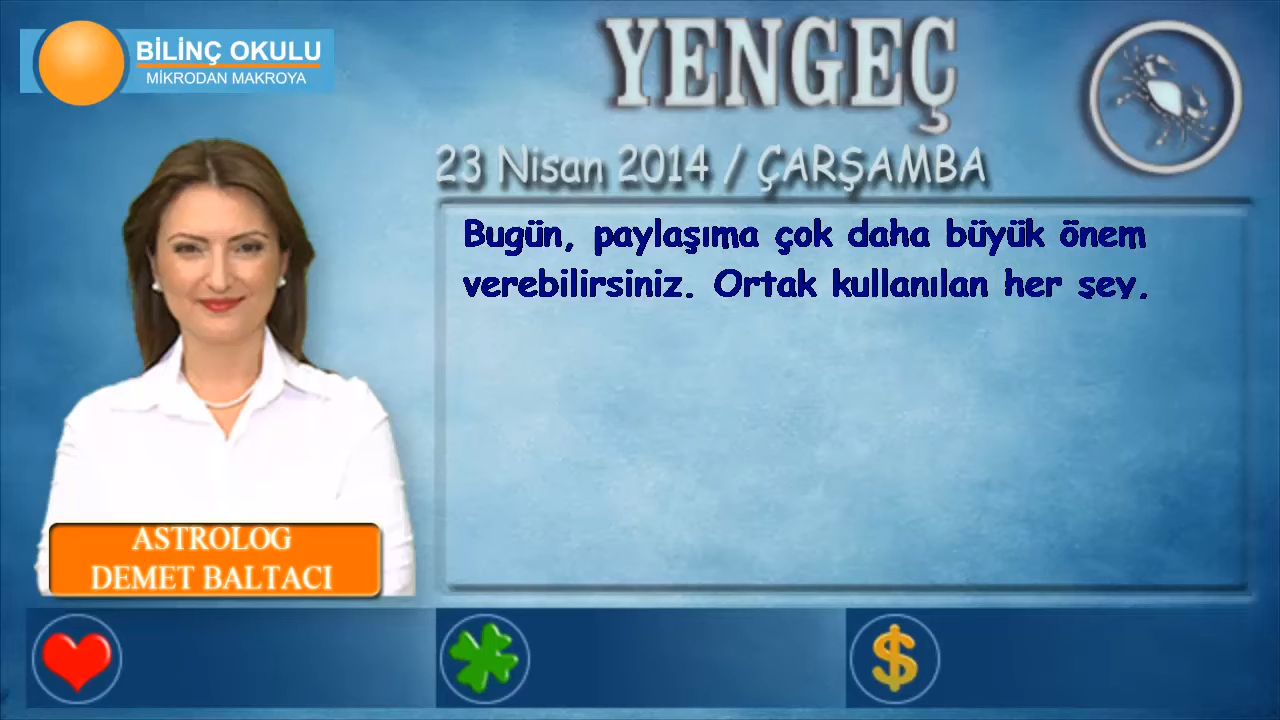 BİLİNÇ OKULU
MİKRODAN MAKROYA
YENGEÇ
23 Nisan 2014 / ÇARŞAMBA
Bugün, paylaşıma çok daha büyük önem
verebilirsiniz. Ortak kullanılan her şey.
ASTROLOG
DEMET BALTACI
$